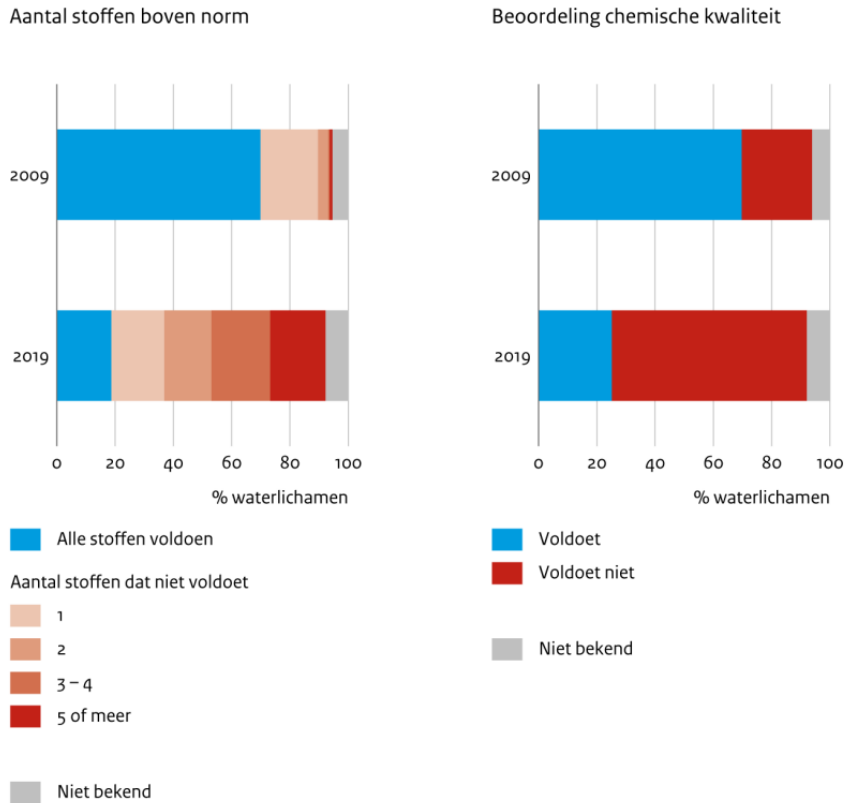 Aantal stoffen boven norm
2009
2019
0 20 40 60 80 100
% waterlichamen
Alle stoffen voldoen
Aantal stoffen dat niet voldoet
1
2
3 – 4
5 of meer
Niet bekend
Beoordeling chemische kwaliteit
2009
2019
0 20 40 60 80 100
% waterlichamen
Voldoet
Voldoet niet
Niet bekend